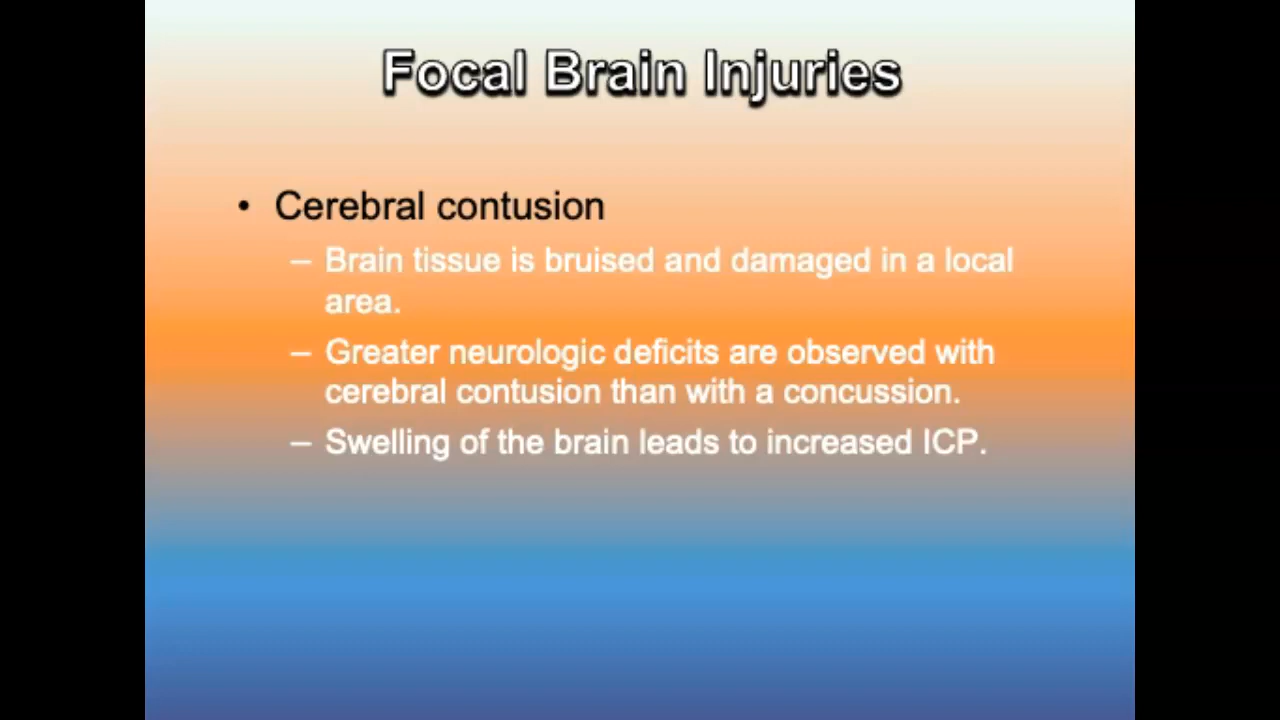 Focal Brain Injuries
• Cerebral contusion
– Brain tissue is bruised and damaged in a local
area.
– Greater neurologic deficits are observed with
cerebral contusion than with a concussion.
– Swelling of the brain leads to increased ICP.